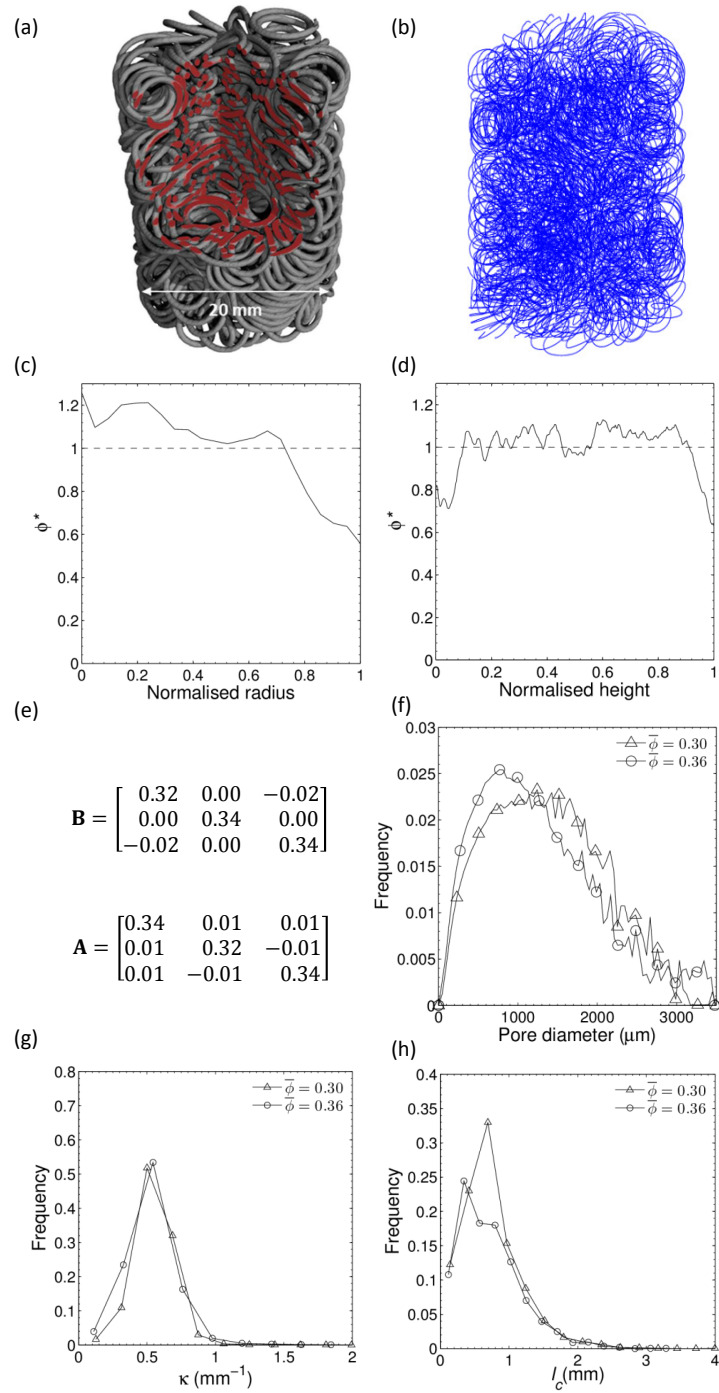 (a)
(b)
20 mm
(c)
(d)
1.2
1
0.8
0.6
0.4
0.2
0
ϕ*
0 0.2 0.4 0.6 0.8 1
Normalised radius
1.2
1
0.8
0.6
0.4
0.2
0
ϕ*
0 0.2 0.4 0.6 0.8 1
Normalised height
(e)
B = [ 0.32 0.00 −0.02
0.00 0.34 0.00
−0.02 0.00 0.34 ]
A = [ 0.34 0.01 0.01
0.01 0.32 −0.01
0.01 −0.01 0.34 ]
(f)
0.03
0.025
0.02
0.015
0.01
0.005
0
Frequency
ϕ̅ = 0.30
ϕ̅ = 0.36
0 1000 2000 3000
Pore diameter (μm)
(g)
0.8
0.7
0.6
0.5
0.4
0.3
0.2
0.1
0
Frequency
ϕ̅ = 0.30
ϕ̅ = 0.36
0 0.5 1 1.5 2
κ (mm⁻¹)
(h)
0.4
0.35
0.3
0.25
0.2
0.15
0.1
0.05
0
Frequency
ϕ̅ = 0.30
ϕ̅ = 0.36
0 1 2 3 4
l_c(mm)